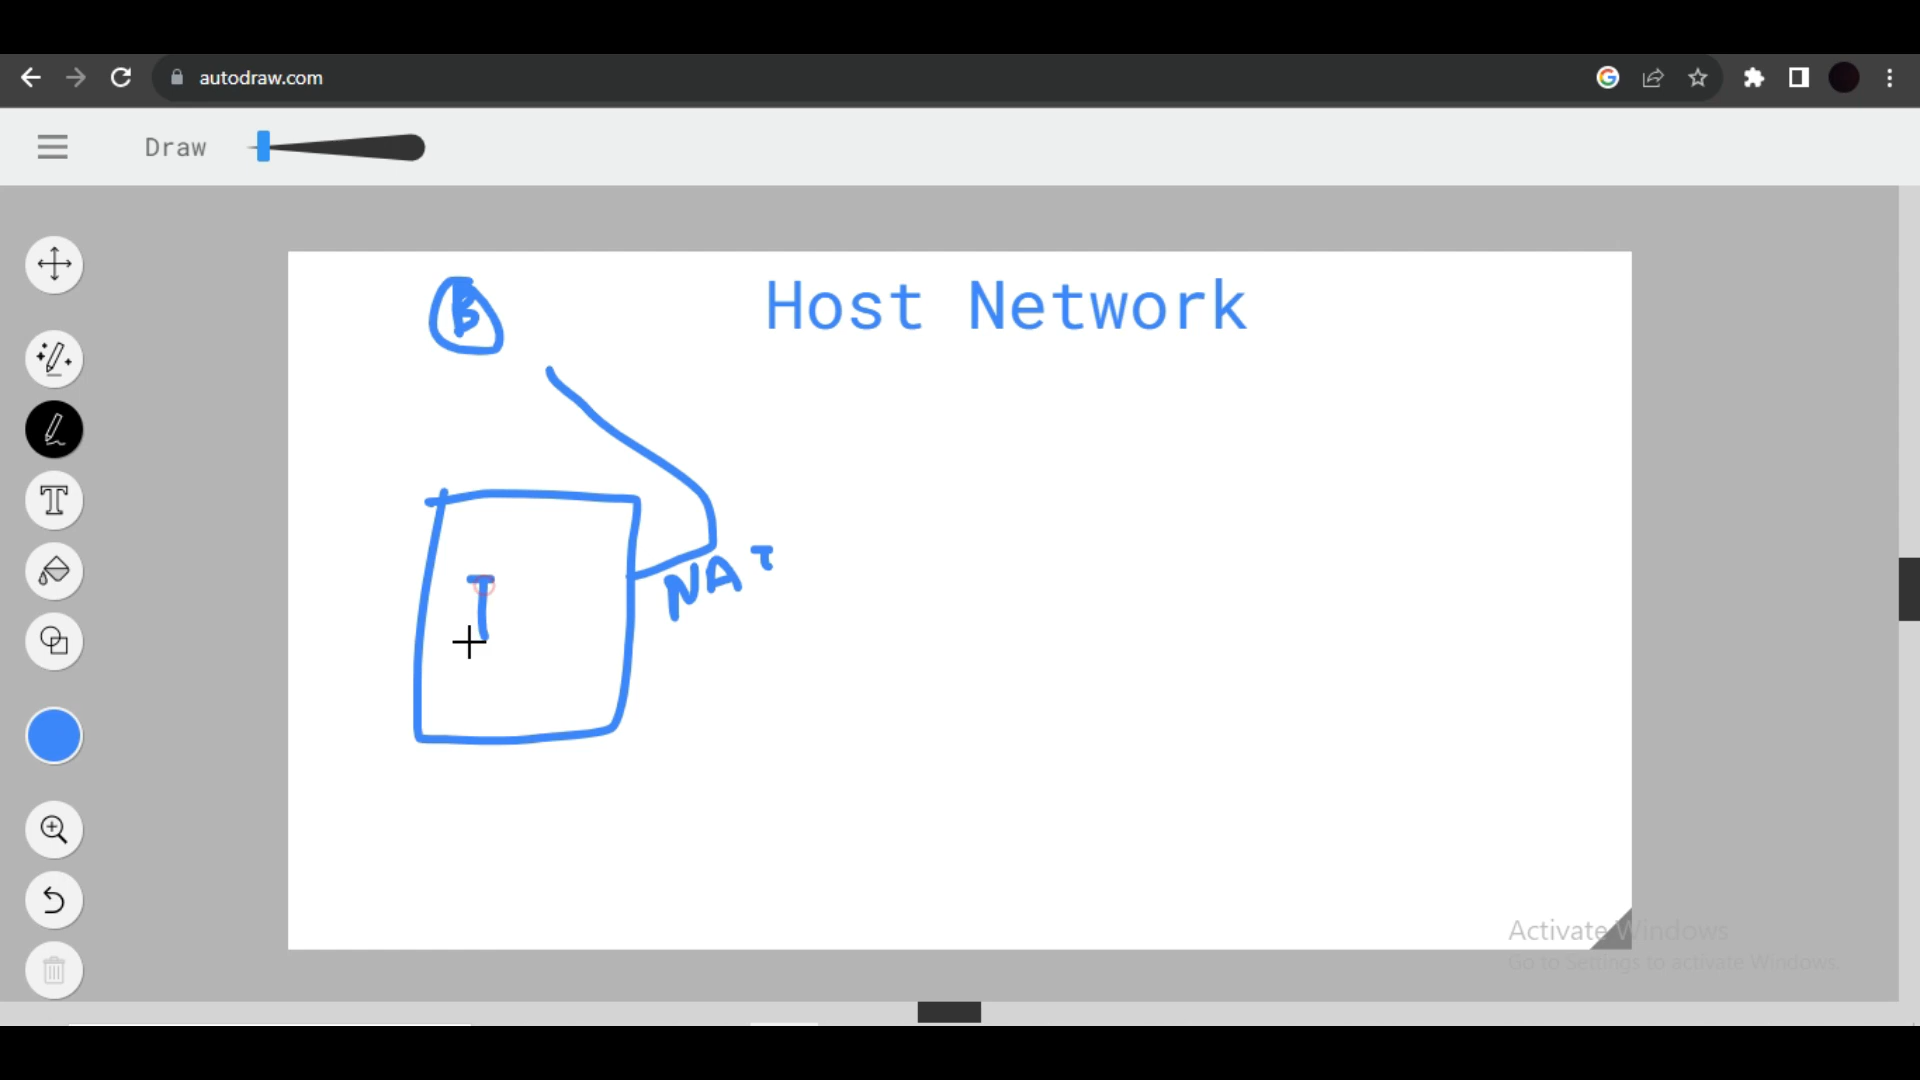 autodraw.com
Draw
B
Host Network
NAT
T
T
Activate Windows
Go to Settings to activate Windows.